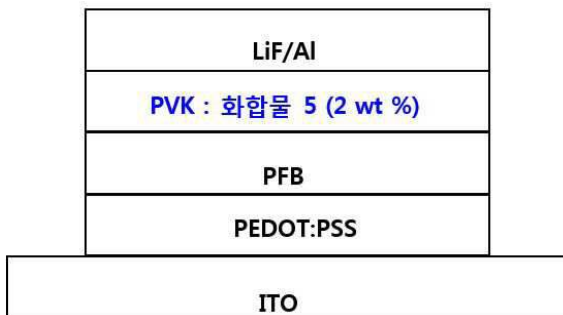 LiF/Al
PVK : 화합물 5 (2 wt %)
PFB
PEDOT:PSS
ITO